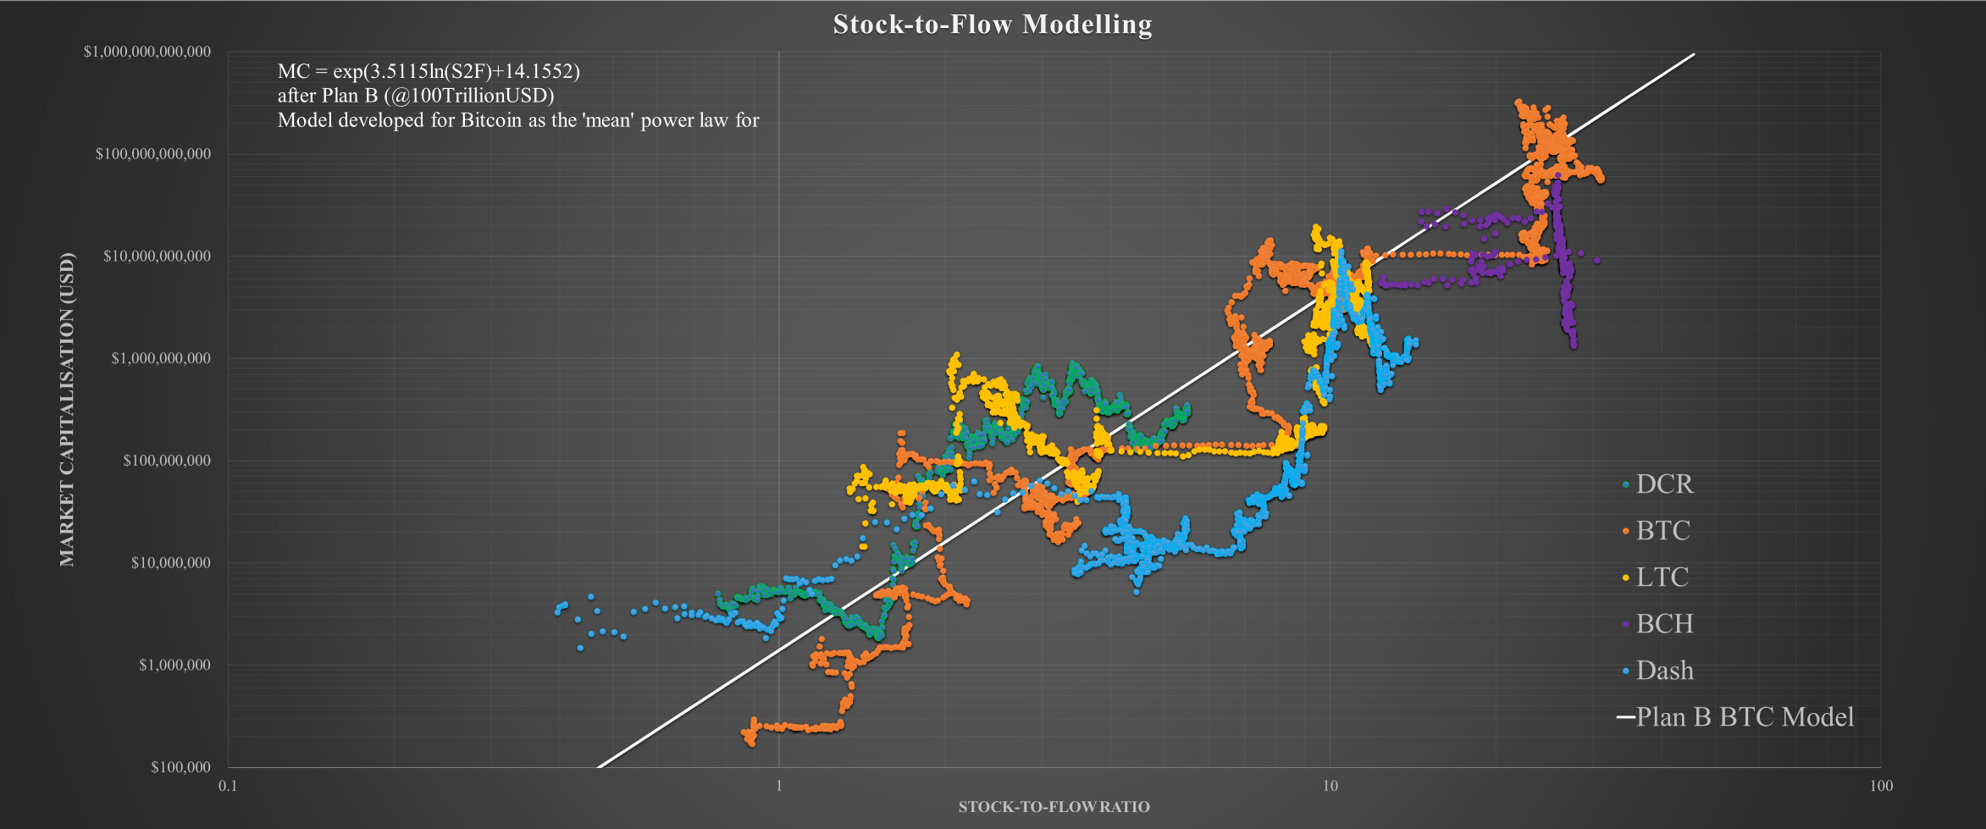 Stock-to-Flow Modelling
MC = exp(3.5115ln(S2F)+14.1552)
after Plan B (@100TrillionUSD)
Model developed for Bitcoin as the 'mean' power law for
MARKET CAPITALISATION (USD)
$1,000,000,000,000
$100,000,000,000
$10,000,000,000
$1,000,000,000
$100,000,000
$10,000,000
$1,000,000
$100,000
0.1 1 10 100
STOCK-TO-FLOW RATIO
DCR
BTC
LTC
BCH
Dash
Plan B BTC Model